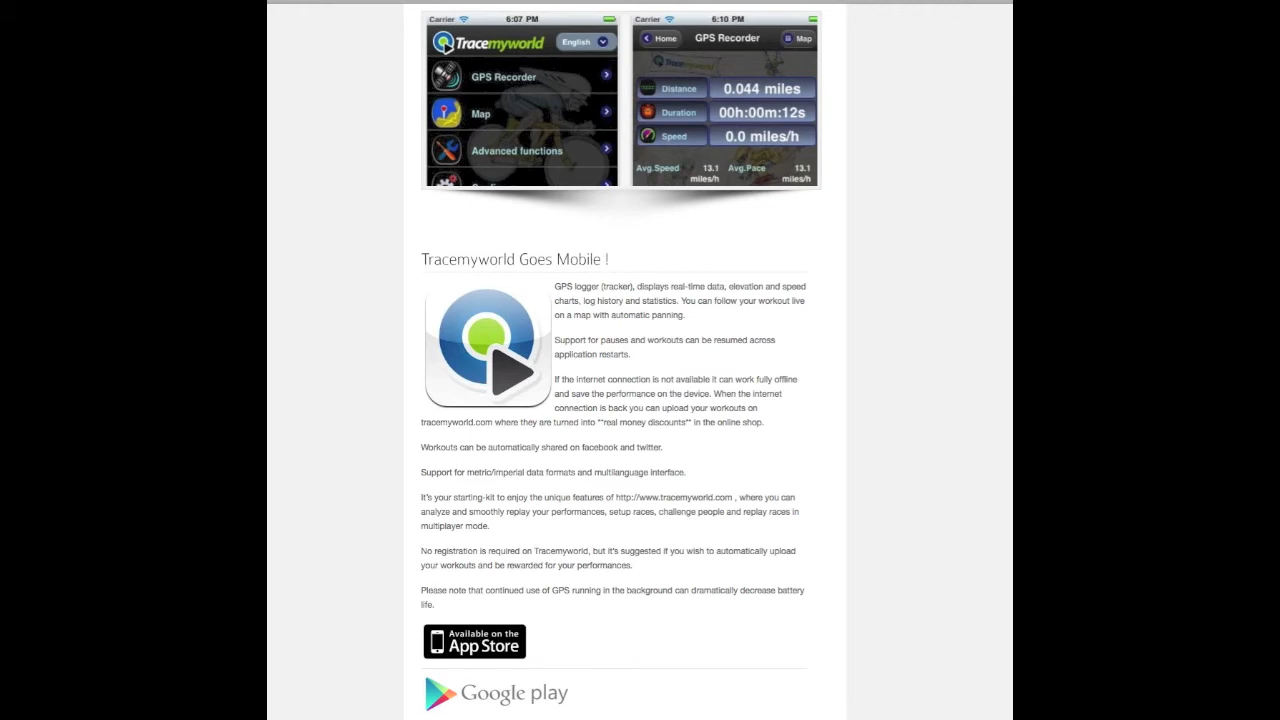 Carrier 6:07 PM
Tracemyworld English
GPS Recorder
Map
Advanced functions
Carrier 6:10 PM
Home GPS Recorder Map
Tracemyworld
Distance 0.044 miles
Duration 00h:00m:12s
Speed 0.0 miles/h
Avg.Speed 13.1 miles/h Avg.Pace 13.1 miles/h
Tracemyworld Goes Mobile !
GPS logger (tracker), displays real-time data, elevation and speed
charts, log history and statistics. You can follow your workout live
on a map with automatic panning.
Support for pauses and workouts can be resumed across
application restarts.
If the internet connection is not available it can work fully offline
and save the performance on the device. When the internet
connection is back you can upload your workouts on
tracemyworld.com where they are turned into **real money discounts** in the online shop.
Workouts can be automatically shared on facebook and twitter.
Support for metric/imperial data formats and multilanguage interface.
It's your starting-kit to enjoy the unique features of http://www.tracemyworld.com , where you can
analyze and smoothly replay your performances, setup races, challenge people and replay races in
multiplayer mode.
No registration is required on Tracemyworld, but it's suggested if you wish to automatically upload
your workouts and be rewarded for your performances.
Please note that continued use of GPS running in the background can dramatically decrease battery
life.
Available on the
App Store
Google play